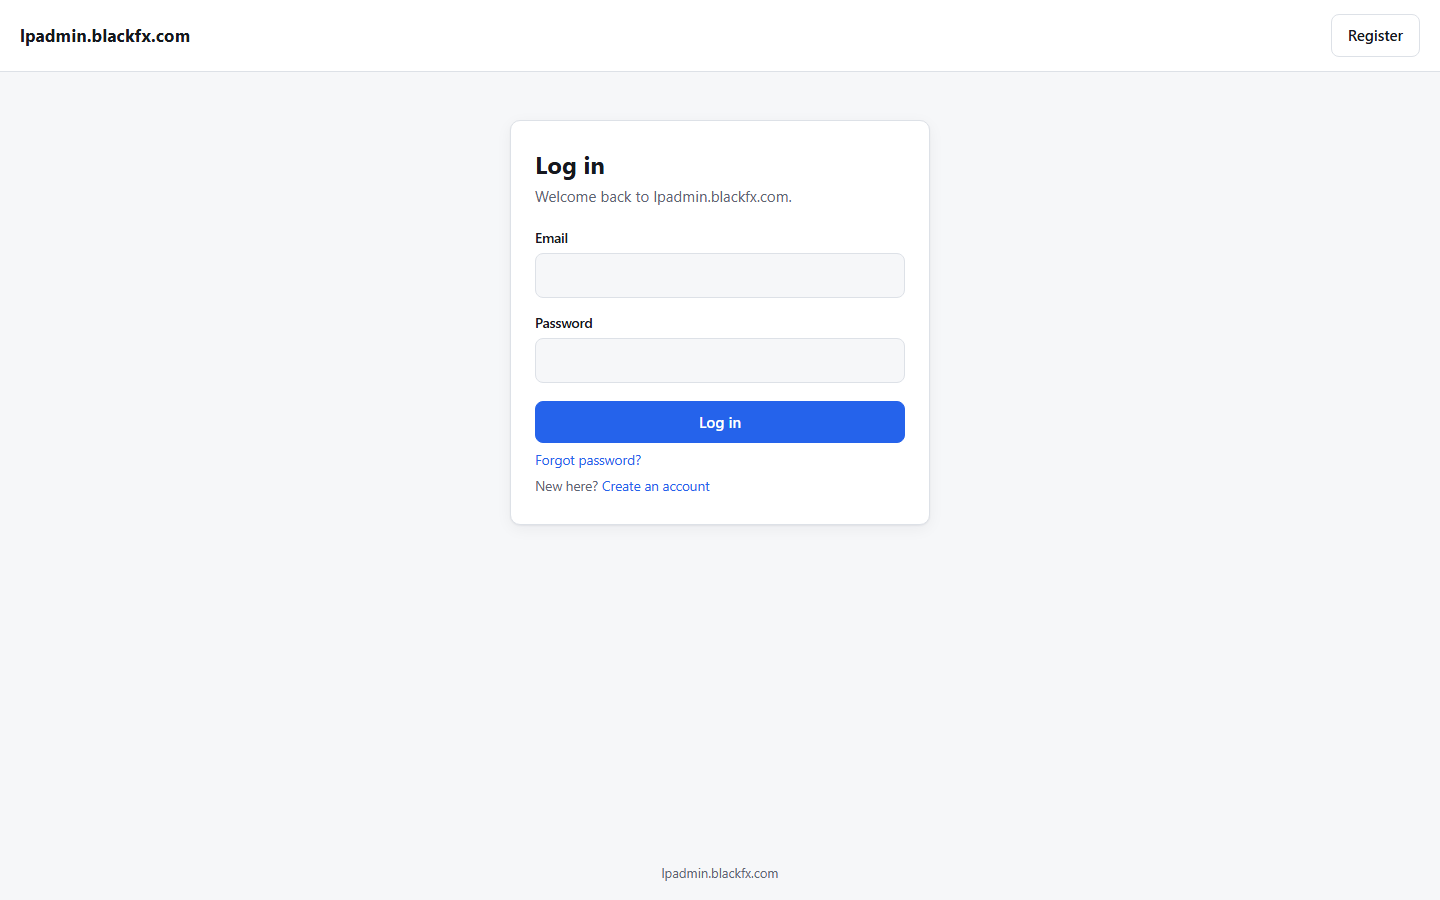 lpadmin.blackfx.com
Register
Log in
Welcome back to lpadmin.blackfx.com.
Email
Password
Log in
Forgot password?
New here? Create an account
lpadmin.blackfx.com